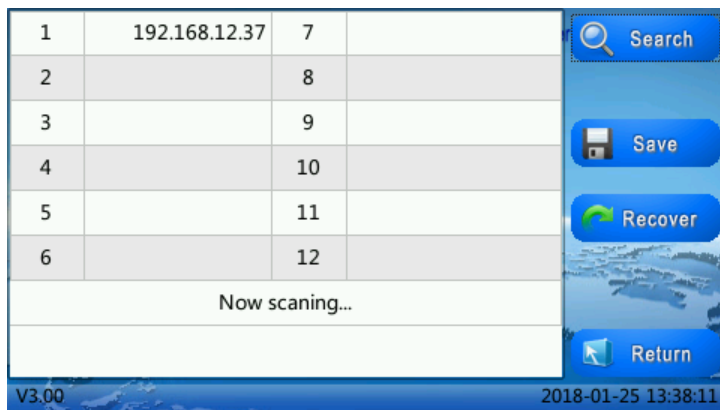 1 192.168.12.37 7
2 8
3 9
4 10
5 11
6 12
Now scaning...
Search
Save
Recover
Return
V3.00 2018-01-25 13:38:11